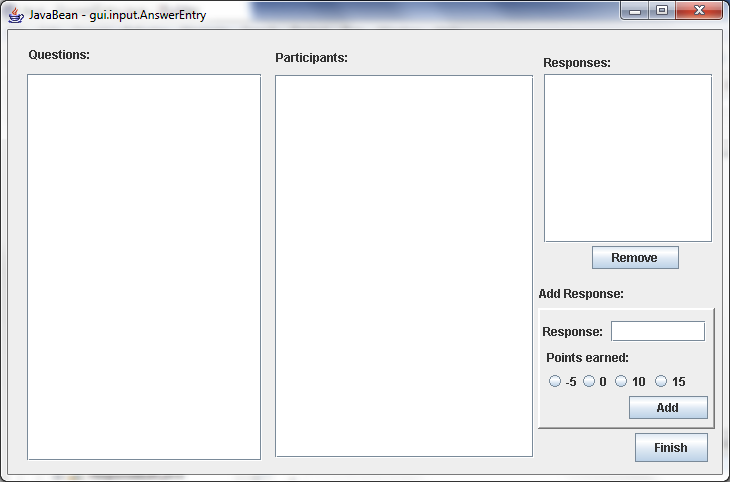 JavaBean - gui.input.AnswerEntry
Questions:
Participants:
Responses:
Remove
Add Response:
Response:
Points earned:
-5 0 10 15
Add
Finish